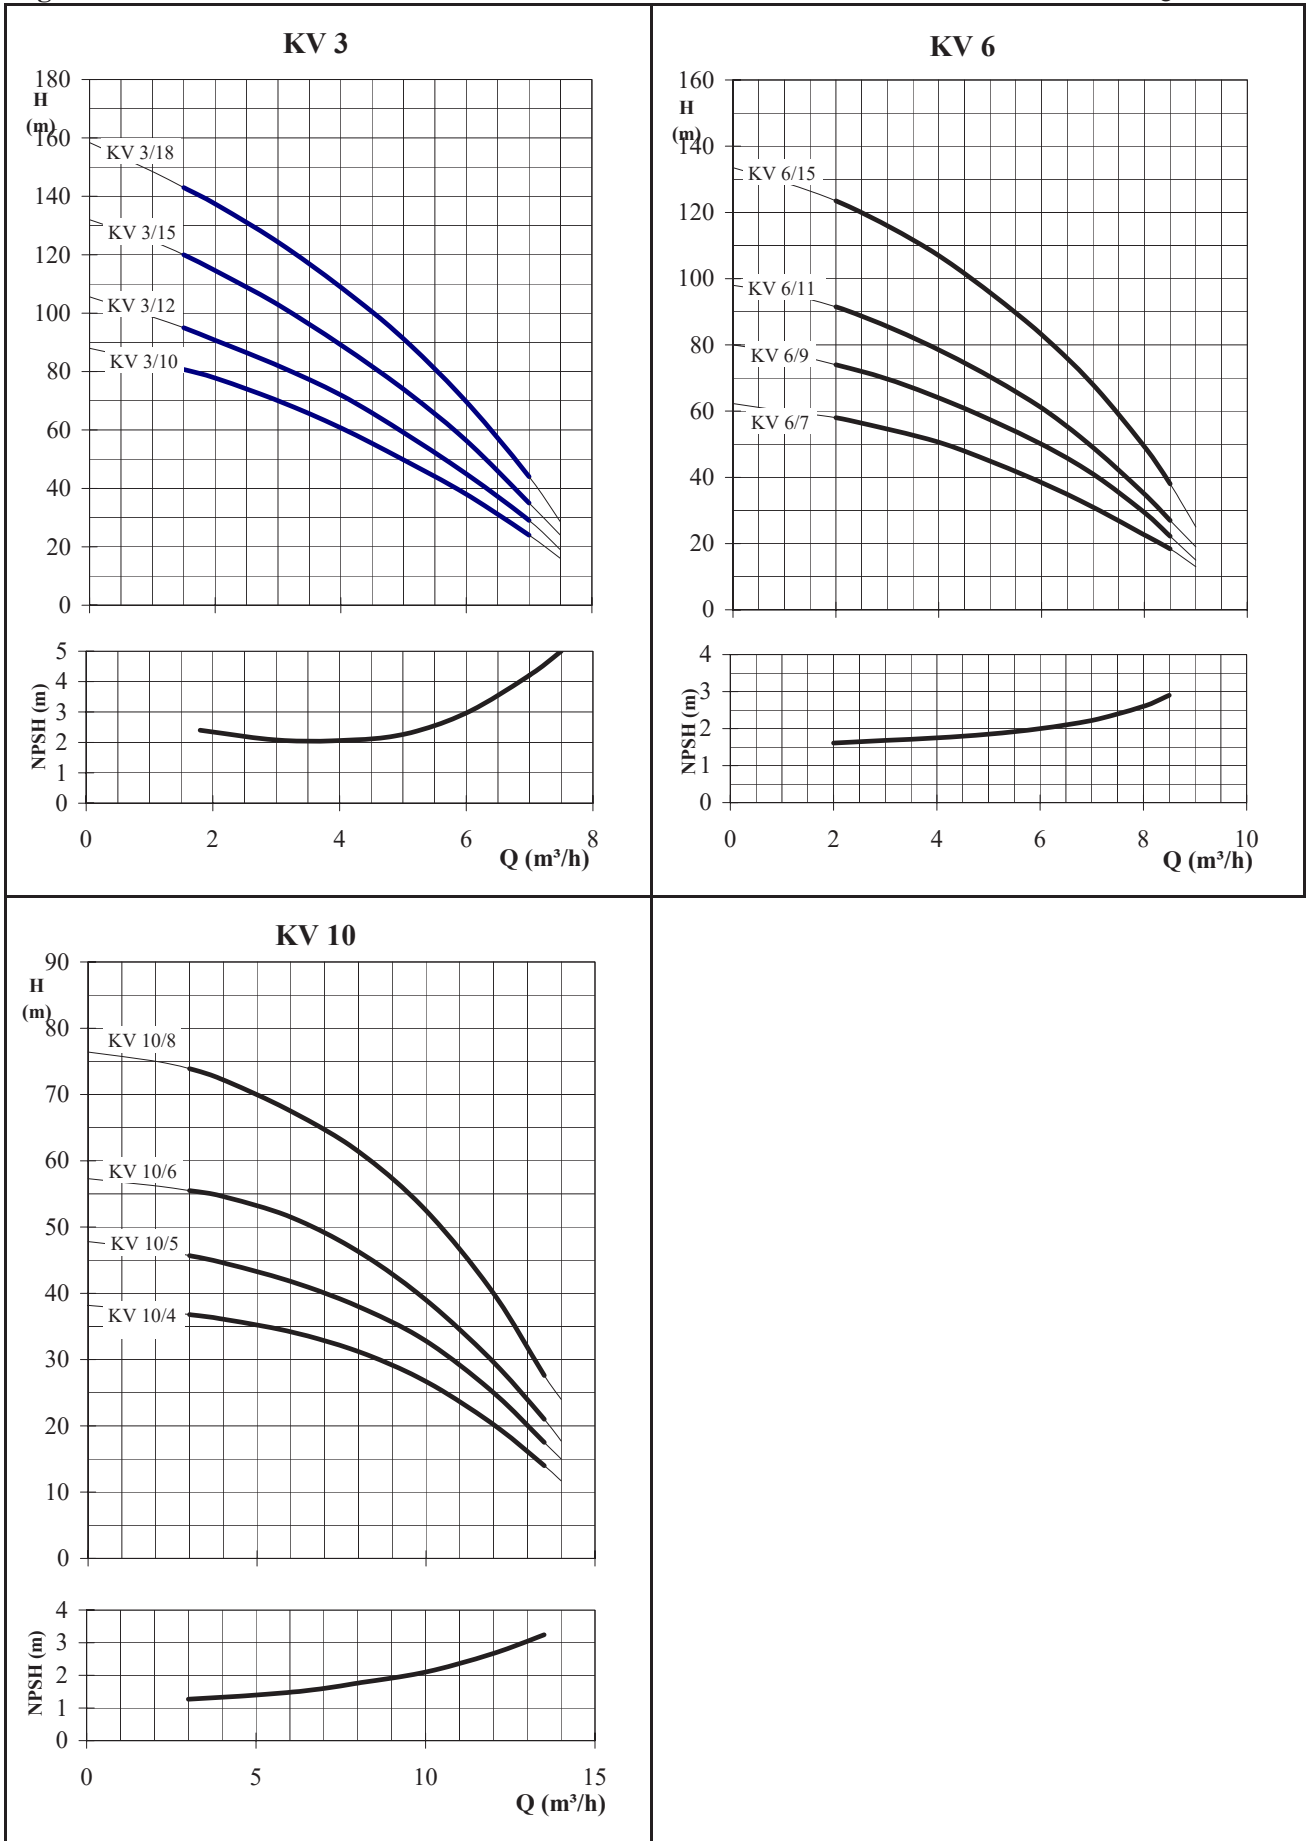 KV 3
180
H
(m)
160
140
120
100
80
60
40
20
0
KV 3/18
KV 3/15
KV 3/12
KV 3/10
5
4
3
2
1
0
NPSH (m)
0 2 4 6 8
Q (m³/h)
KV 6
160
H
(m)
140
120
100
80
60
40
20
0
KV 6/15
KV 6/11
KV 6/9
KV 6/7
4
3
2
1
0
NPSH (m)
0 2 4 6 8 10
Q (m³/h)
KV 10
90
H
(m)
80
70
60
50
40
30
20
10
0
KV 10/8
KV 10/6
KV 10/5
KV 10/4
4
3
2
1
0
NPSH (m)
0 5 10 15
Q (m³/h)